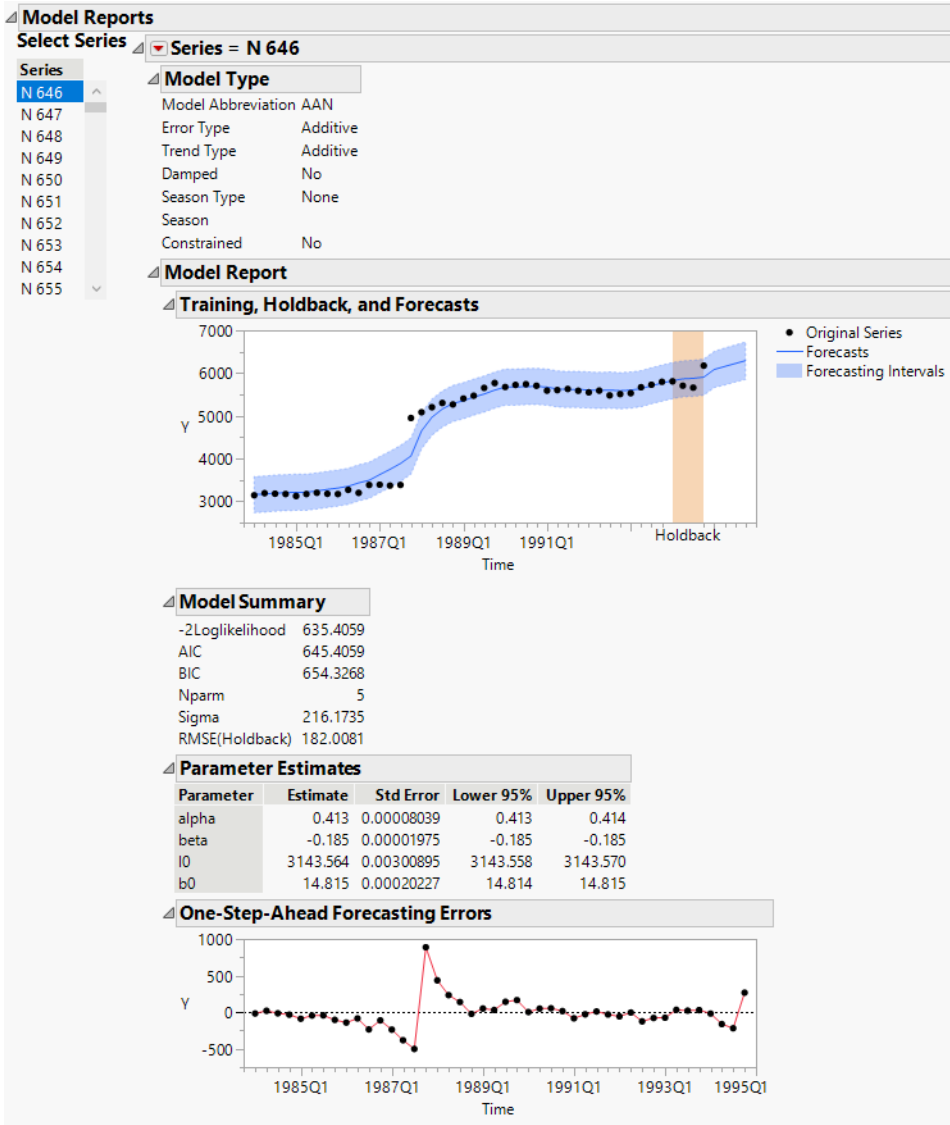 Model Reports
Select Series
Series
N 646
N 647
N 648
N 649
N 650
N 651
N 652
N 653
N 654
N 655
Series = N 646
Model Type
Model Abbreviation AAN
Error Type Additive
Trend Type Additive
Damped No
Season Type None
Season
Constrained No
Model Report
Training, Holdback, and Forecasts
7000
6000
5000
4000
3000
Y
1985Q1 1987Q1 1989Q1 1991Q1 Holdback
Time
Original Series
Forecasts
Forecasting Intervals
Model Summary
-2Loglikelihood 635.4059
AIC 645.4059
BIC 654.3268
Nparm 5
Sigma 216.1735
RMSE(Holdback) 182.0081
Parameter Estimates
Parameter Estimate Std Error Lower 95% Upper 95%
alpha 0.413 0.00008039 0.413 0.414
beta -0.185 0.00001975 -0.185 -0.185
l0 3143.564 0.00300895 3143.558 3143.570
b0 14.815 0.00020227 14.814 14.815
One-Step-Ahead Forecasting Errors
1000
500
0
-500
Y
1985Q1 1987Q1 1989Q1 1991Q1 1993Q1 1995Q1
Time